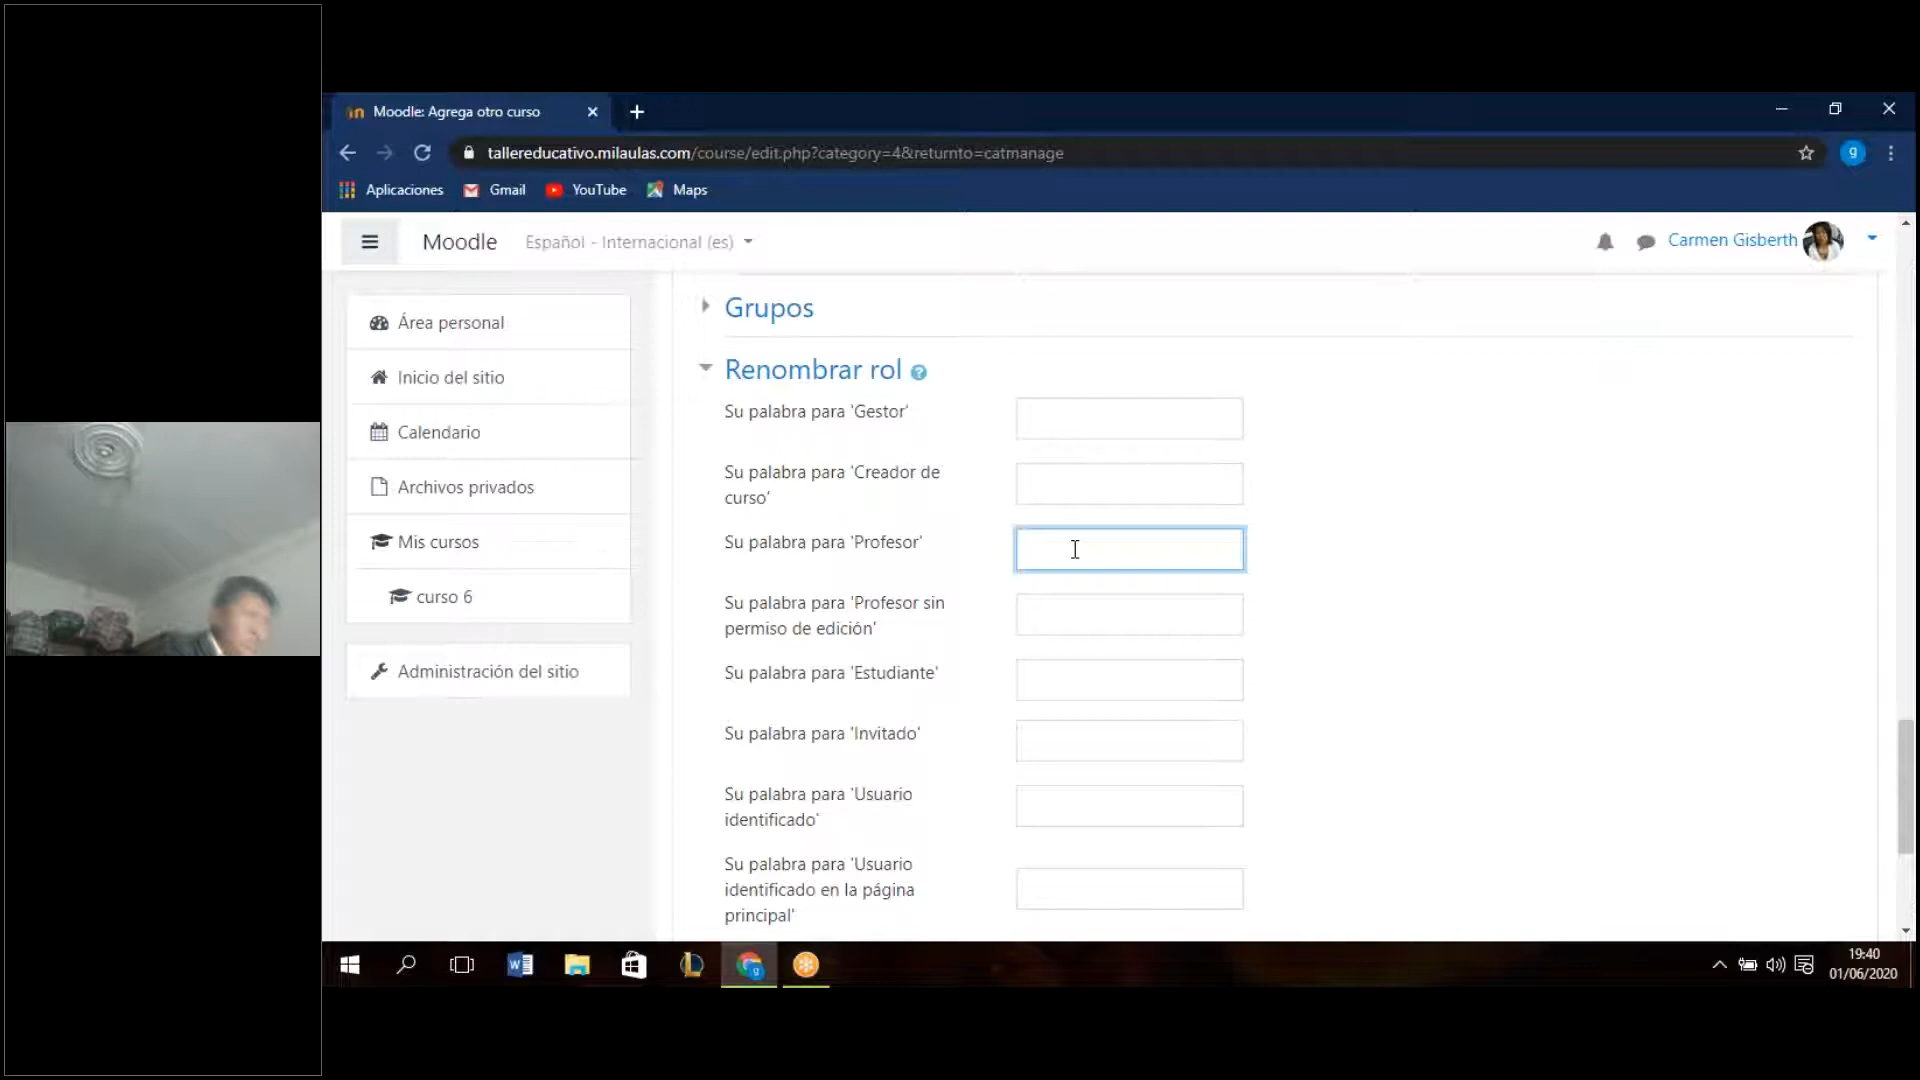 Moodle: Agrega otro curso
tallereducativo.milaulas.com/course/edit.php?category=4&returnto=catmanage
g
Aplicaciones
Gmail
YouTube
Maps
Moodle
Español - Internacional (es)
Carmen Gisberth
Área personal
Inicio del sitio
Calendario
Archivos privados
Mis cursos
curso 6
Administración del sitio
Grupos
Renombrar rol
Su palabra para 'Gestor'
Su palabra para 'Creador de
curso'
Su palabra para 'Profesor'
Su palabra para 'Profesor sin
permiso de edición'
Su palabra para 'Estudiante'
Su palabra para 'Invitado'
Su palabra para 'Usuario
identificado'
Su palabra para 'Usuario
identificado en la página
principal'
19:40
01/06/2020